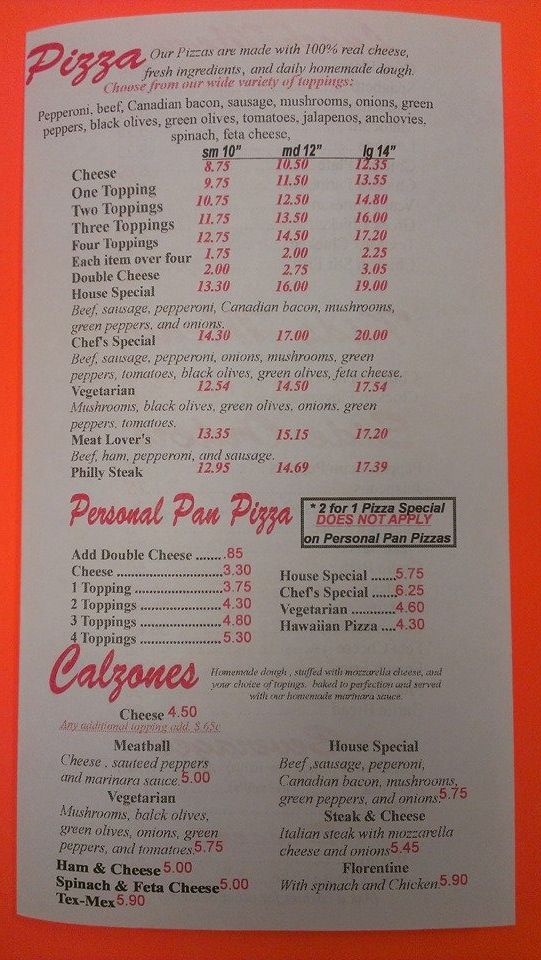 Pizza Our Pizzas are made with 100% real cheese,
fresh ingredients, and daily homemade dough.
Choose from our wide variety of toppings:
Pepperoni, beef, Canadian bacon, sausage, mushrooms, onions, green
peppers, black olives, green olives, tomatoes, jalapenos, anchovies,
spinach, feta cheese,
sm 10" md 12" lg 14"
Cheese 8.75 10.50 12.35
One Topping 9.75 11.50 13.55
Two Toppings 10.75 12.50 14.80
Three Toppings 11.75 13.50 16.00
Four Toppings 12.75 14.50 17.20
Each item over four 1.75 2.00 2.25
Double Cheese 2.00 2.75 3.05
House Special 13.30 16.00 19.00
Beef, sausage, pepperoni, Canadian bacon, mushrooms,
green peppers, and onions.
Chef's Special 14.30 17.00 20.00
Beef, sausage, pepperoni, onions, mushrooms, green
peppers, tomatoes, black olives, green olives, feta cheese.
Vegetarian 12.54 14.50 17.54
Mushrooms, black olives, green olives, onions, green
peppers, tomatoes.
Meat Lover's 13.35 15.15 17.20
Beef, ham, pepperoni, and sausage.
Philly Steak 12.95 14.69 17.39
Personal Pan Pizza
* 2 for 1 Pizza Special
DOES NOT APPLY
on Personal Pan Pizzas
Add Double Cheese ....... .85
Cheese ........................3.30
1 Topping ....................3.75
2 Toppings ..................4.30
3 Toppings ..................4.80
4 Toppings ..................5.30
House Special .......5.75
Chef's Special .......6.25
Vegetarian ............4.60
Hawaiian Pizza ....4.30
Calzones
Homemade dough , stuffed with mozzarella cheese, and
your choice of topings. baked to perfection and served
with our homemade marinara sauce.
Cheese 4.50
Any additional topping add. $ 65c
Meatball
Cheese , sauteed peppers
and marinara sauce.5.00
Vegetarian
Mushrooms, balck olives,
green olives, onions, green
peppers, and tomatoes.5.75
Ham & Cheese 5.00
Spinach & Feta Cheese5.00
Tex-Mex5.90
House Special
Beef ,sausage, peperoni,
Canadian bacon, mushrooms,
green peppers, and onions.5.75
Steak & Cheese
Italian steak with mozzarella
cheese and onions5.45
Florentine
With spinach and Chicken.5.90